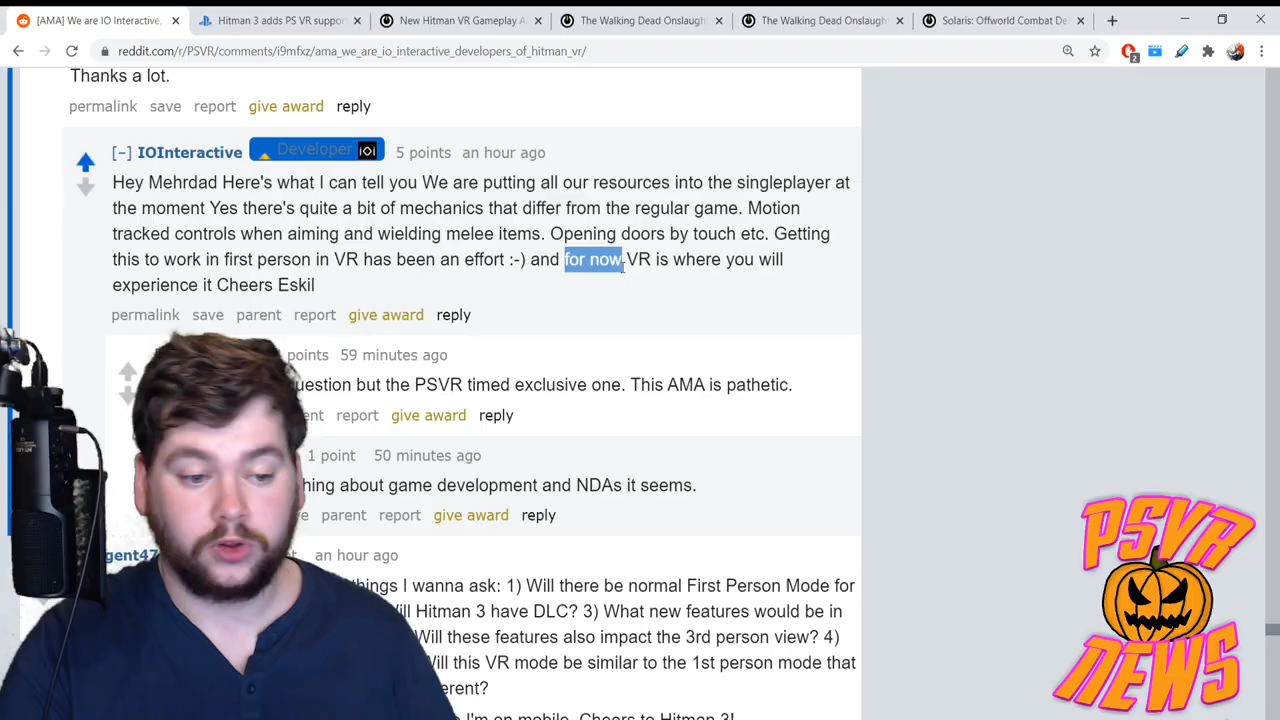 [AMA] We are IO Interactive,
Hitman 3 adds PS VR suppor
New Hitman VR Gameplay A
The Walking Dead Onslaugh
The Walking Dead Onslaugh
Solaris: Offworld Combat De
reddit.com/r/PSVR/comments/i9mfxz/ama_we_are_io_interactive_developers_of_hitman_vr/
2
Thanks a lot.
permalink save report give award reply
[–] IOInteractive Developer IOI 5 points an hour ago
Hey Mehrdad Here's what I can tell you We are putting all our resources into the singleplayer at
the moment Yes there's quite a bit of mechanics that differ from the regular game. Motion
tracked controls when aiming and wielding melee items. Opening doors by touch etc. Getting
this to work in first person in VR has been an effort :-) and for now VR is where you will
experience it Cheers Eskil
permalink save parent report give award reply
points 59 minutes ago
uestion but the PSVR timed exclusive one. This AMA is pathetic.
ent report give award reply
1 point 50 minutes ago
hing about game development and NDAs it seems.
e parent report give award reply
gent47 an hour ago
things I wanna ask: 1) Will there be normal First Person Mode for
Will Hitman 3 have DLC? 3) What new features would be in
Will these features also impact the 3rd person view? 4)
Will this VR mode be similar to the 1st person mode that
erent?
I'm on mobile. Cheers to Hitman 3!
PSVR
NEWS